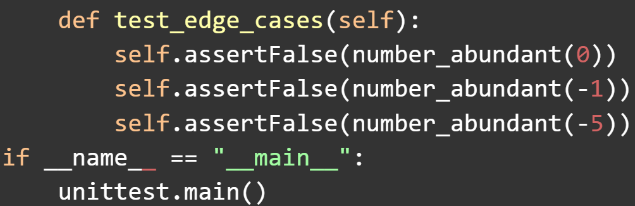 def test_edge_cases(self):
        self.assertFalse(number_abundant(0))
        self.assertFalse(number_abundant(-1))
        self.assertFalse(number_abundant(-5))
if __name__ == "__main__":
    unittest.main()